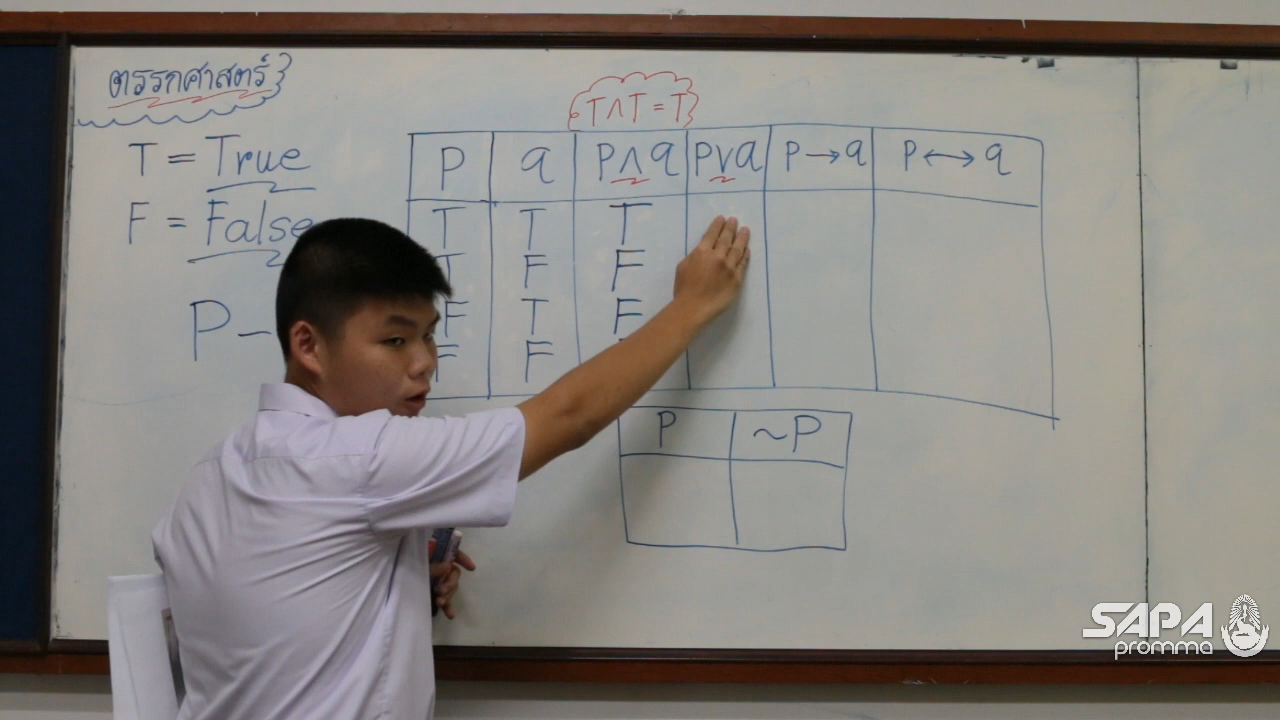 ตรรกศาสตร์
T∧T = T
T = True
F = False
P –
P q P∧q P∨q P→q P↔q
T T T
T F F
F T F
F F
P ~P
SAPA
promma